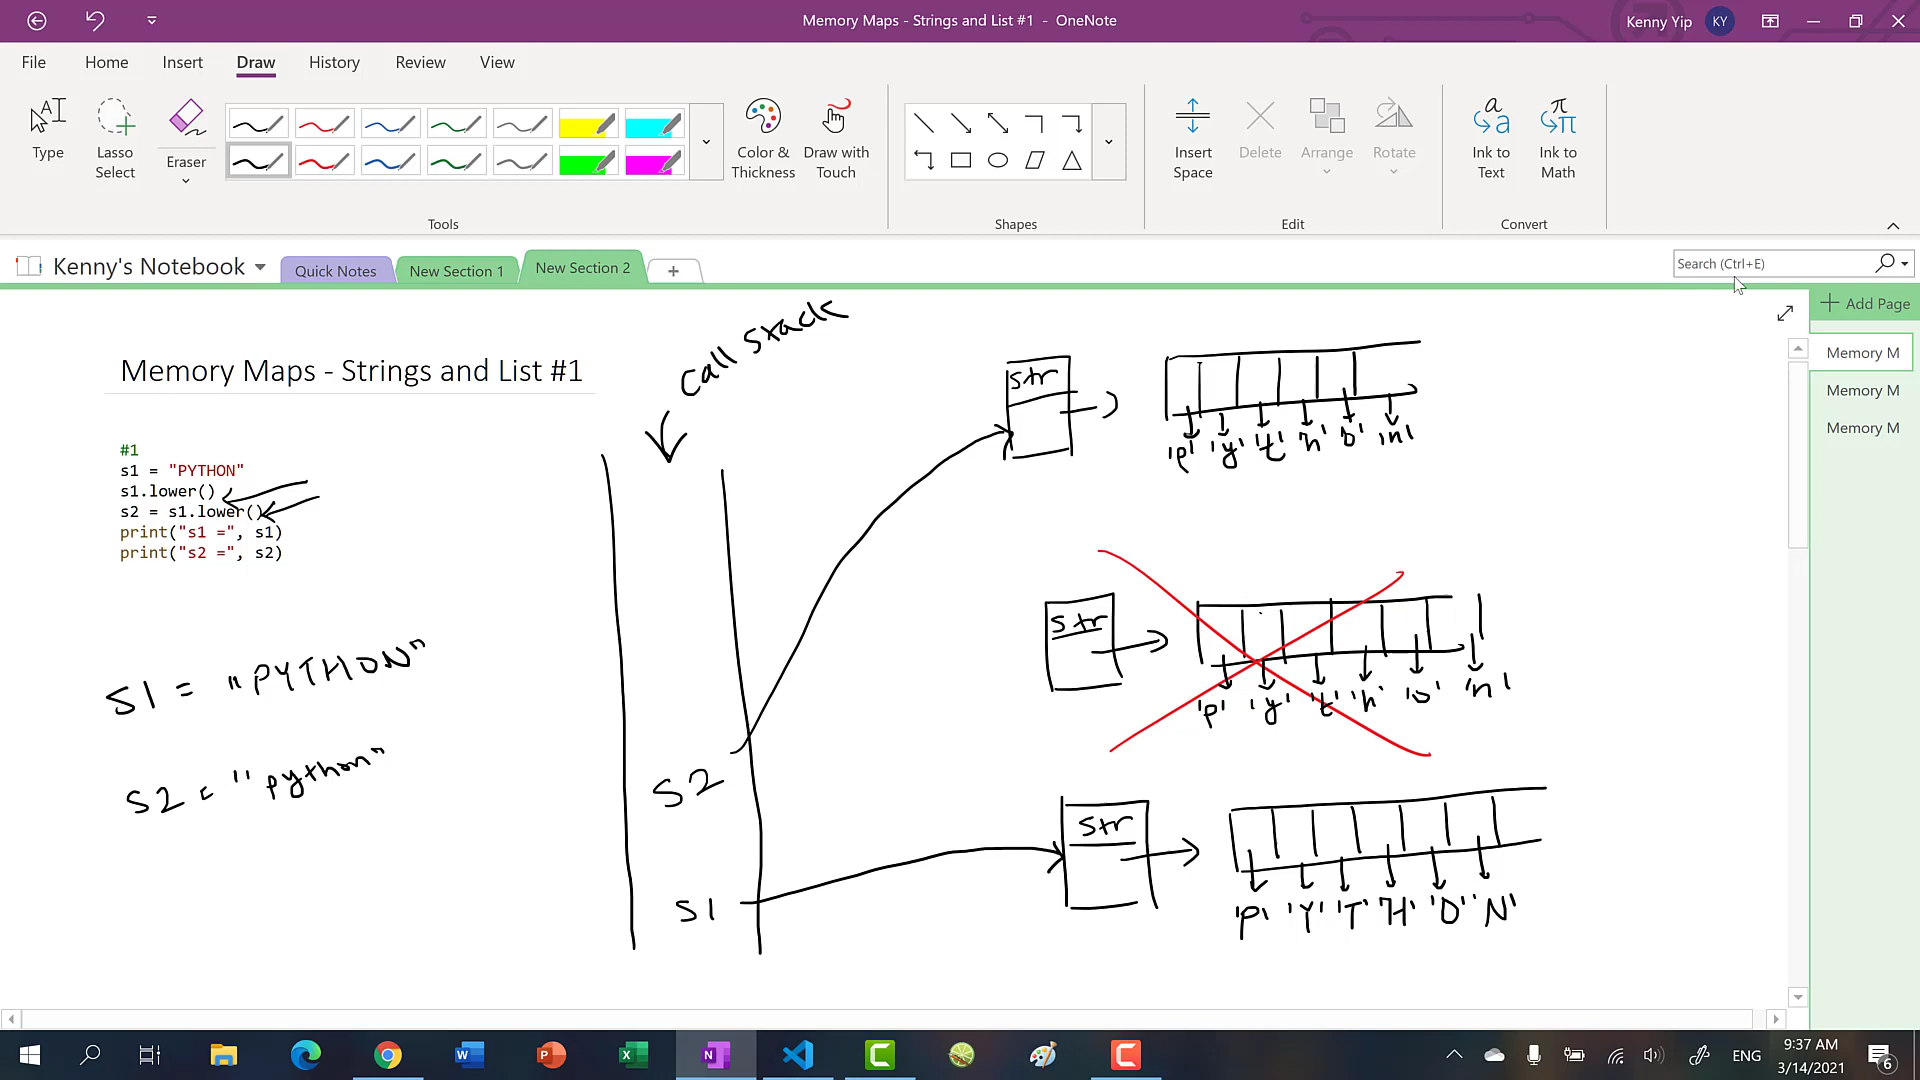 Memory Maps - Strings and List #1 - OneNote
Kenny Yip KY
File Home Insert Draw History Review View
Type
Lasso Select
Eraser
Color & Thickness
Draw with Touch
Insert Space
Delete
Arrange
Rotate
Ink to Text
Ink to Math
Tools
Shapes
Edit
Convert
Kenny's Notebook
Quick Notes
New Section 1
New Section 2
Search (Ctrl+E)
Add Page
Memory M
Memory M
Memory M
Memory Maps - Strings and List #1
#1
s1 = "PYTHON"
s1.lower()
s2 = s1.lower()
print("s1 =", s1)
print("s2 =", s2)
S1 = "PYTHON"
S2 = "python"
Call Stack
S2
S1
str
'p' 'y' 't' 'h' 'o' 'n'
str
'p' 'y' 't' 'h' 'o' 'n'
str
'P' 'Y' 'T' 'H' 'O' 'N'
ENG
9:37 AM
3/14/2021
6